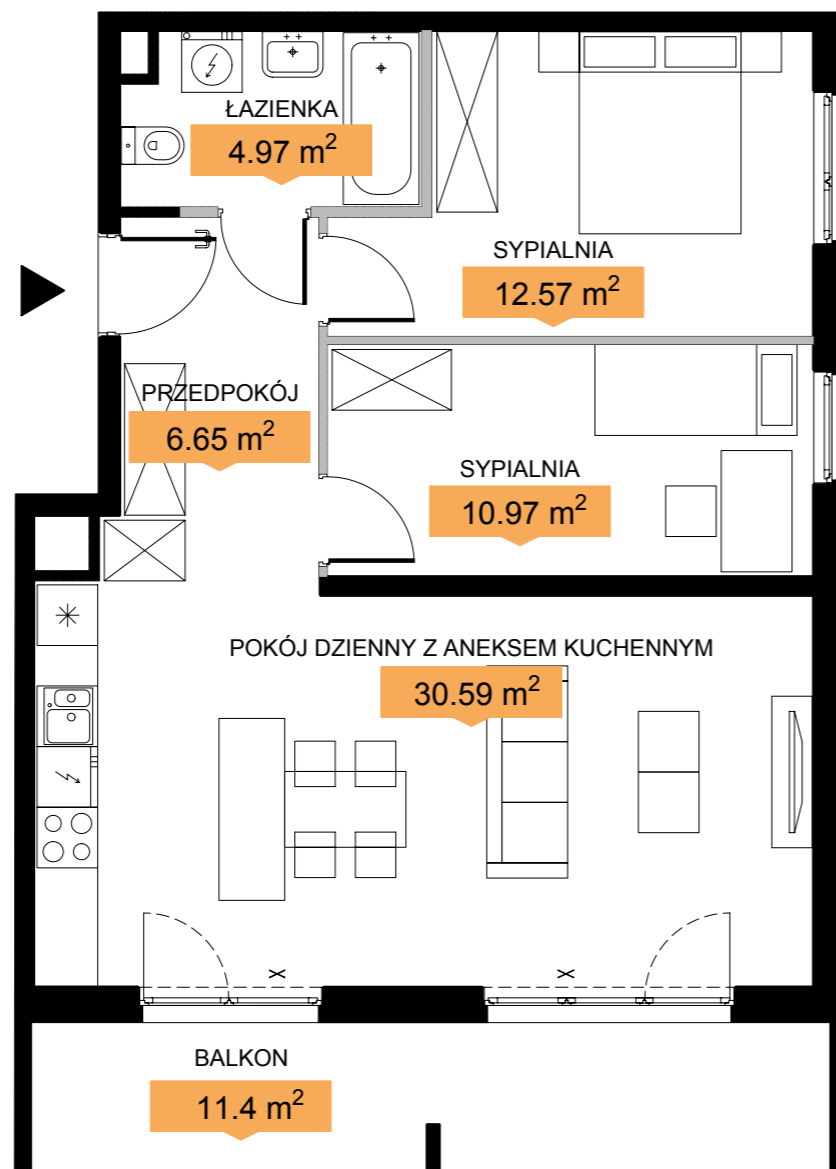 ŁAZIENKA
4.97 m²
SYPIALNIA
12.57 m²
PRZEDPOKÓJ
6.65 m²
SYPIALNIA
10.97 m²
POKÓJ DZIENNY Z ANEKSEM KUCHENNYM
30.59 m²
BALKON
11.4 m²